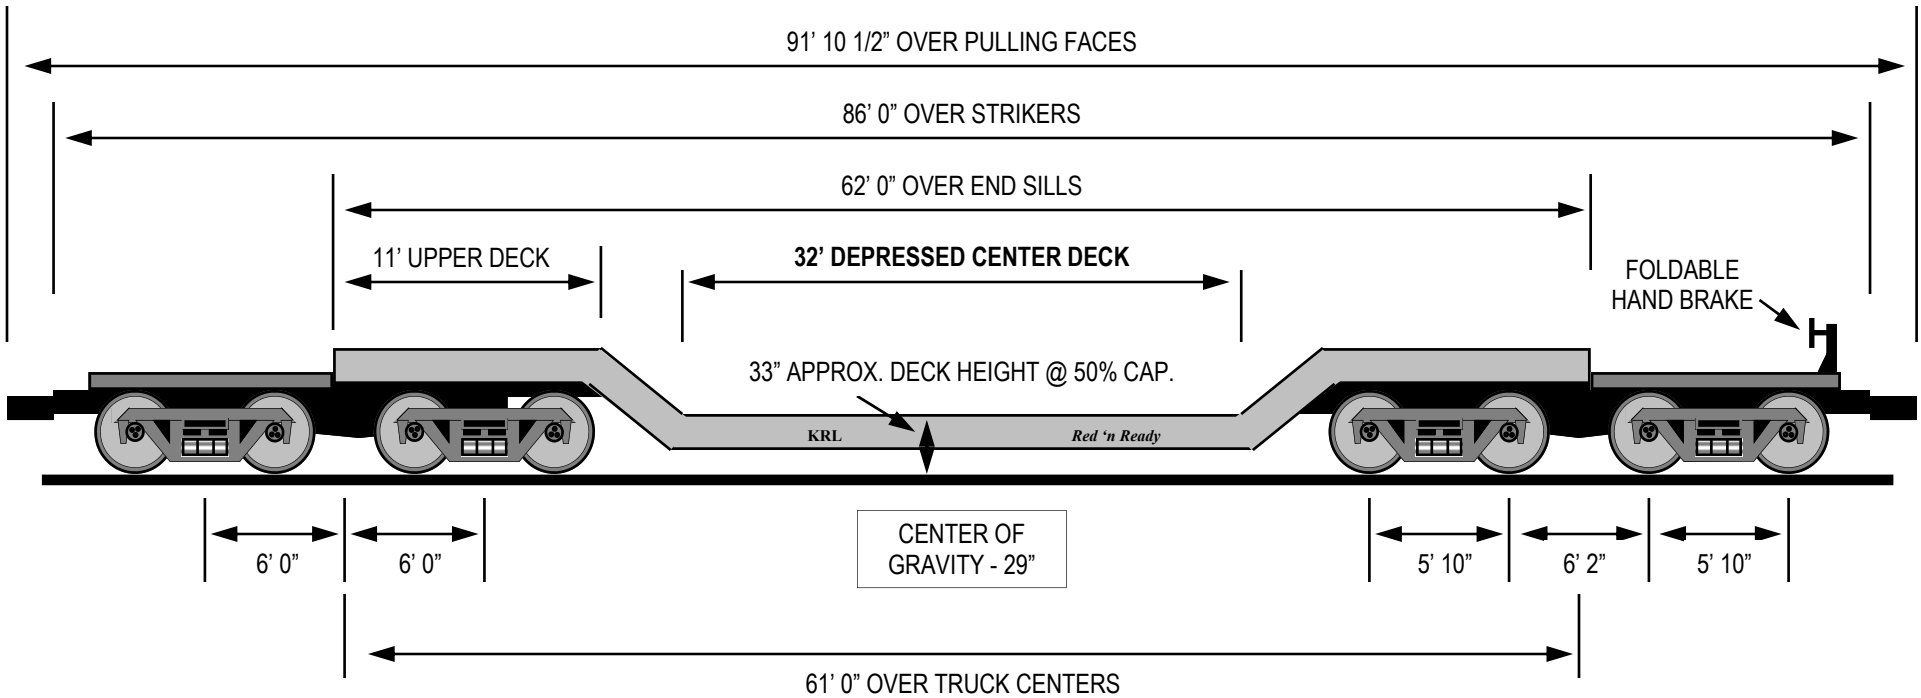 91’ 10 1/2” OVER PULLING FACES
86’ 0” OVER STRIKERS
62’ 0” OVER END SILLS
11’ UPPER DECK
32’ DEPRESSED CENTER DECK
FOLDABLE
HAND BRAKE
33” APPROX. DECK HEIGHT @ 50% CAP.
KRL
Red ‘n Ready
CENTER OF
GRAVITY - 29”
6’ 0”
6’ 0”
5’ 10”
6’ 2”
5’ 10”
61’ 0” OVER TRUCK CENTERS